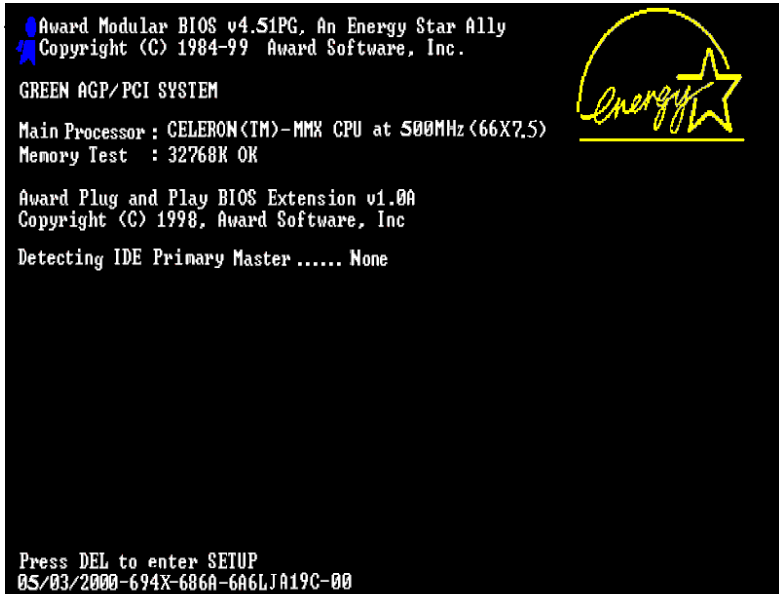 Award Modular BIOS v4.51PG, An Energy Star Ally
Copyright (C) 1984-99 Award Software, Inc.
energy
GREEN AGP/PCI SYSTEM
Main Processor : CELERON(TM)-MMX CPU at 500MHz(66X7.5)
Memory Test : 32768K OK
Award Plug and Play BIOS Extension v1.0A
Copyright (C) 1998, Award Software, Inc
Detecting IDE Primary Master ...... None
Press DEL to enter SETUP
05/03/2000-694X-686A-6A6LJA19C-00